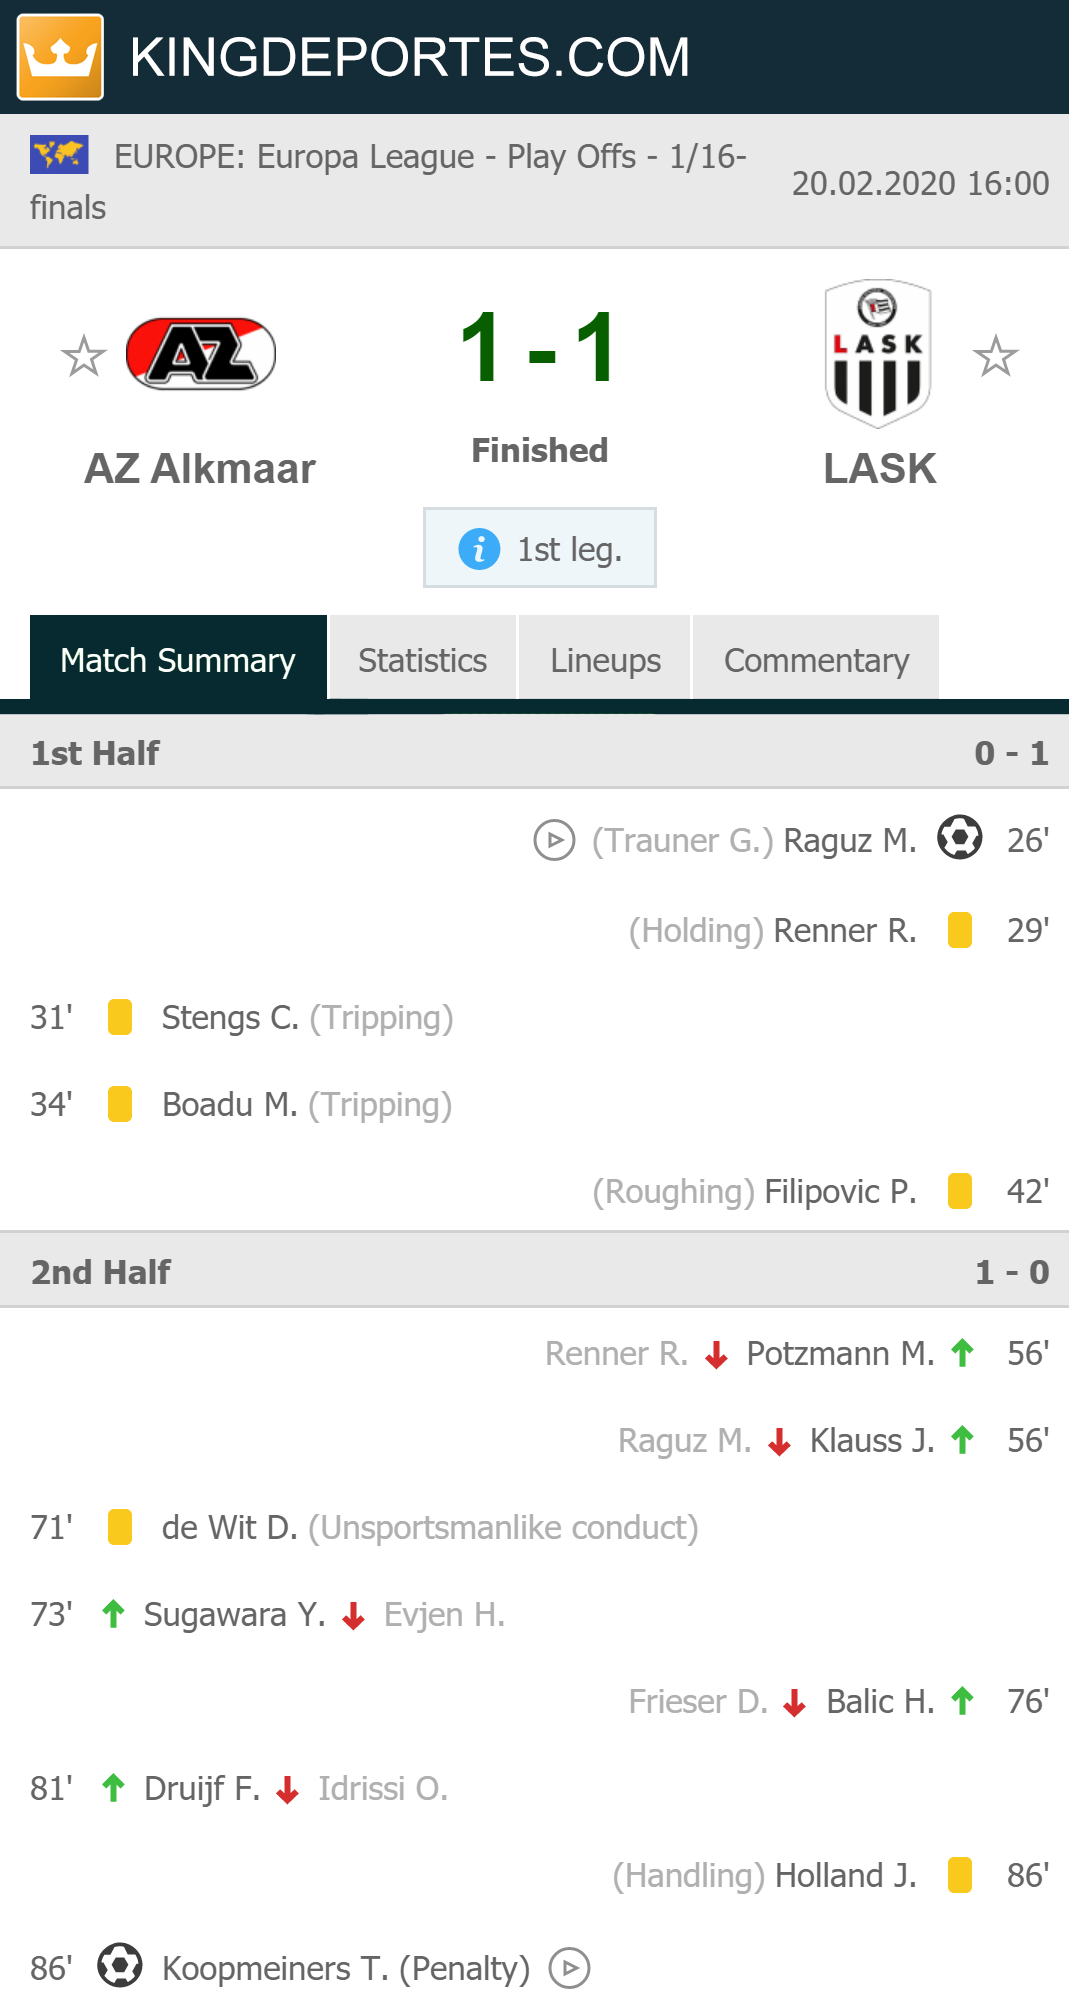 KINGDEPORTES.COM
EUROPE: Europa League - Play Offs - 1/16-
finals
20.02.2020 16:00
AZ
1 - 1
LASK
AZ Alkmaar
Finished
LASK
i 1st leg.
Match Summary Statistics Lineups Commentary
1st Half 0 - 1
(Trauner G.) Raguz M. 26'
(Holding) Renner R. 29'
31' Stengs C. (Tripping)
34' Boadu M. (Tripping)
(Roughing) Filipovic P. 42'
2nd Half 1 - 0
Renner R. Potzmann M. 56'
Raguz M. Klauss J. 56'
71' de Wit D. (Unsportsmanlike conduct)
73' Sugawara Y. Evjen H.
Frieser D. Balic H. 76'
81' Druijf F. Idrissi O.
(Handling) Holland J. 86'
86' Koopmeiners T. (Penalty)